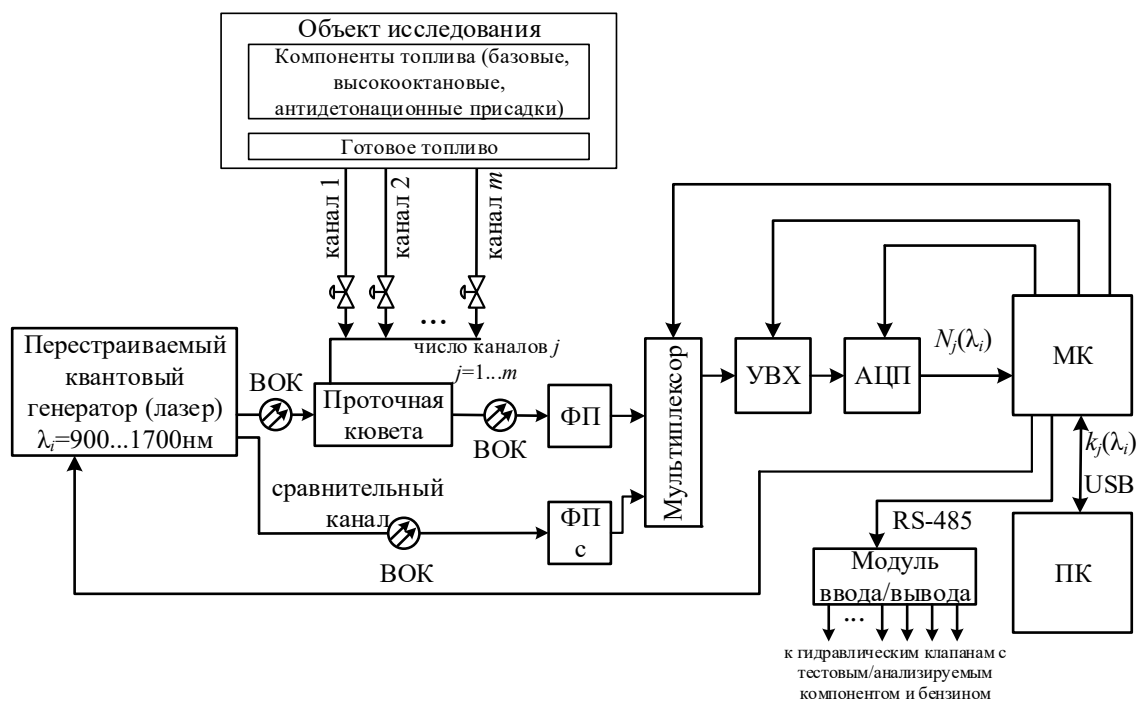 Объект исследования
Компоненты топлива (базовые,
высокооктановые,
антидетонационные присадки)
Готовое топливо
канал 1
канал 2
канал m
...
число каналов j
j=1...m
Перестраиваемый
квантовый
генератор (лазер)
λi=900...1700нм
ВОК
Проточная
кювета
ВОК
ФП
Мультиплексор
УВХ
АЦП
Nj(λi)
МК
сравнительный
канал
ВОК
ФП
с
kj(λi)
USB
RS-485
Модуль
ввода/вывода
ПК
...
к гидравлическим клапанам с
тестовым/анализируемым
компонентом и бензином